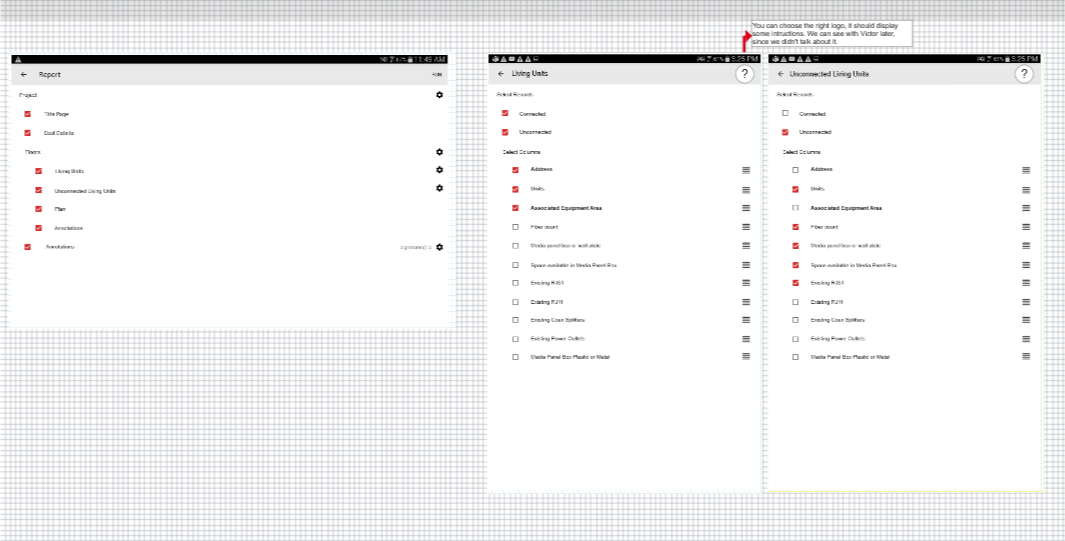 You can choose the right logo, it should display
some intructions. We can see with Victor later,
since we didn't talk about it.
11:49 AM
Report
Project
Title Page
Floors
Living Units
Unconnected Living Units
Plan
Annotations
Annotations
3:25 PM
Living Units
?
Select Records
Connected
Unconnected
Select Columns
Address
Units
Associated Equipment Area
Fiber count
Media panel box or wall plate
Space available in Media Panel Box
Existing RJ54
Existing RJ11
Existing Coax Splitters
Existing Power Outlets
Media Panel Box Plastic or Metal
3:25 PM
Unconnected Living Units
?
Select Records
Connected
Unconnected
Select Columns
Address
Units
Associated Equipment Area
Fiber count
Media panel box or wall plate
Space available in Media Panel Box
Existing RJ54
Existing RJ11
Existing Coax Splitters
Existing Power Outlets
Media Panel Box Plastic or Metal